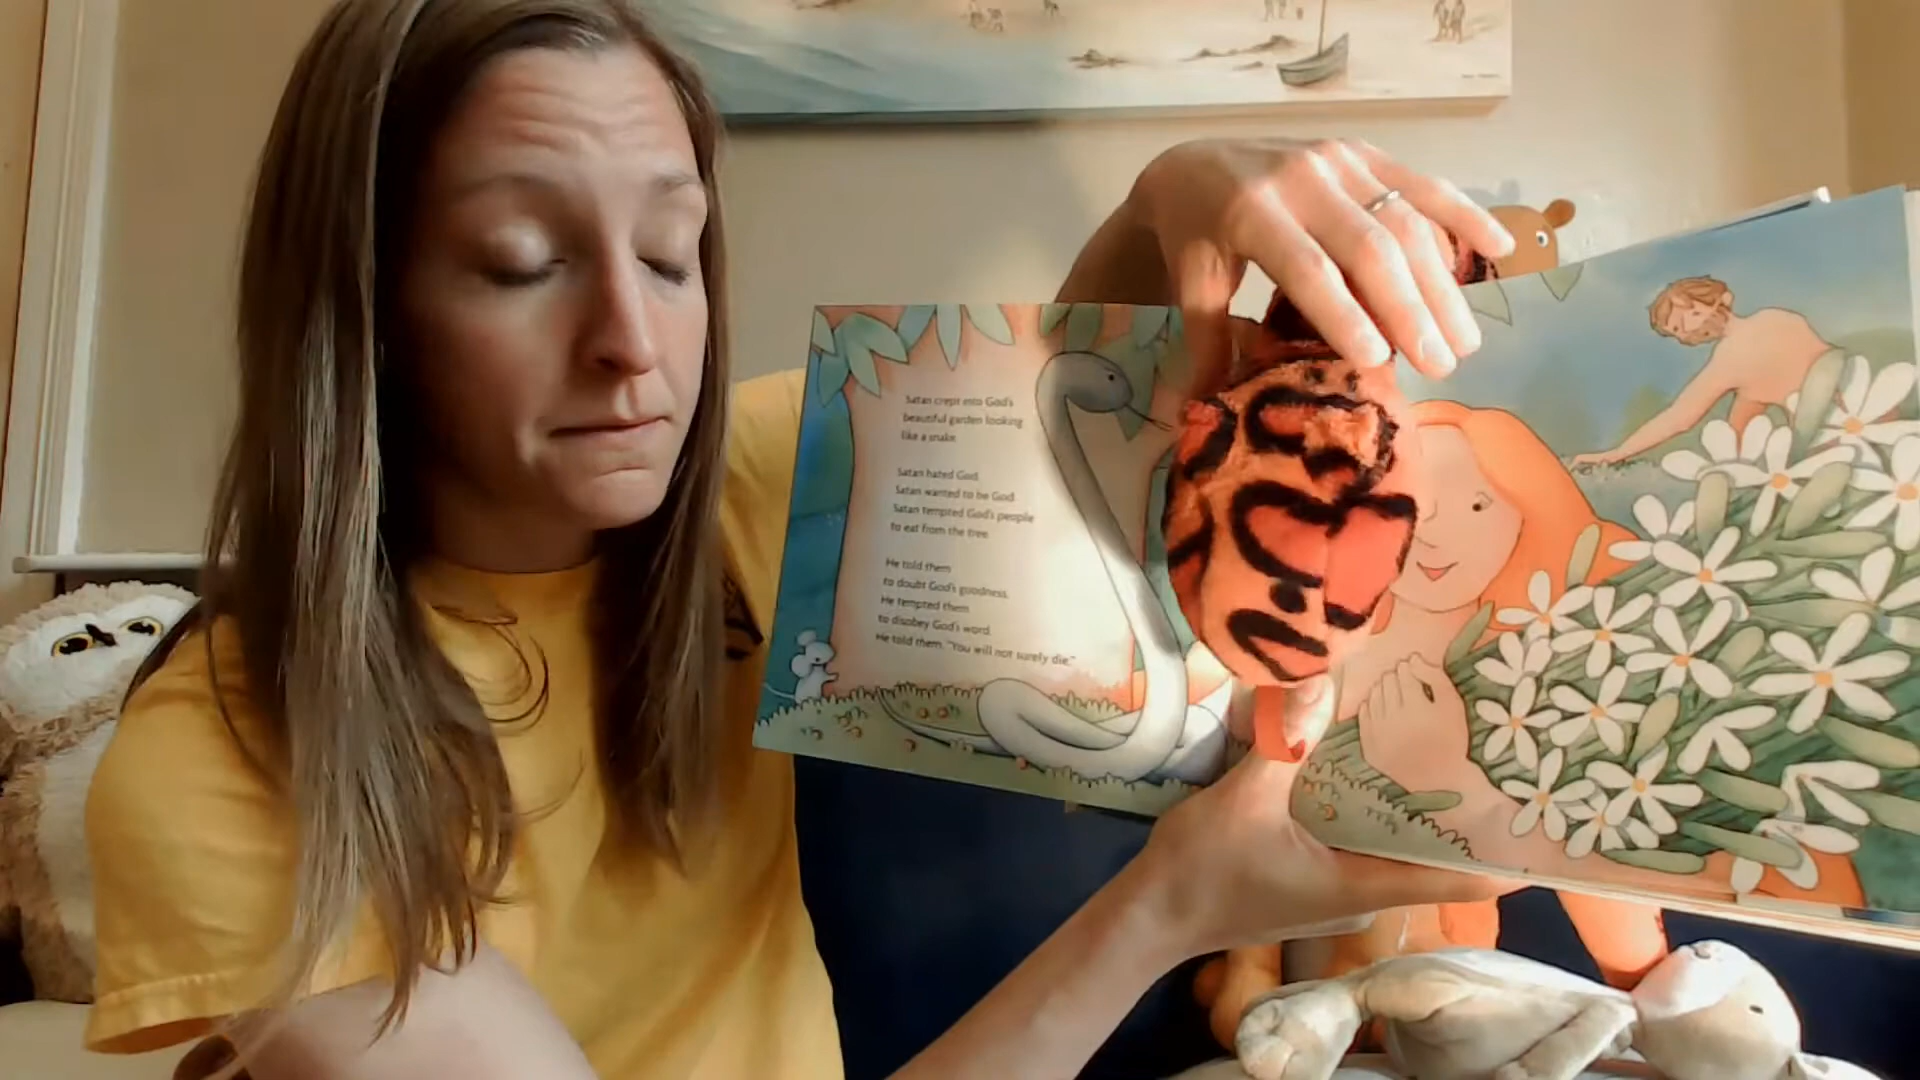 Satan crept into God's
beautiful garden looking
like a snake.
Satan hated God.
Satan wanted to be God.
Satan tempted God's people
to eat from the tree.
He told them
to doubt God's goodness.
He tempted them
to disobey God's word.
He told them, "You will not surely die."